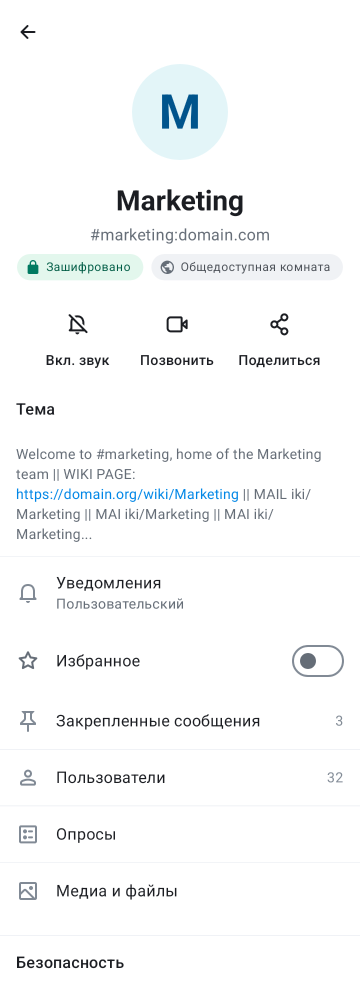 M
Marketing
#marketing:domain.com
Зашифровано
Общедоступная комната
Вкл. звук
Позвонить
Поделиться
Тема
Welcome to #marketing, home of the Marketing
team || WIKI PAGE:
https://domain.org/wiki/Marketing || MAIL iki/
Marketing || MAI iki/Marketing || MAI iki/
Marketing...
Уведомления
Пользовательский
Избранное
Закрепленные сообщения 3
Пользователи 32
Опросы
Медиа и файлы
Безопасность